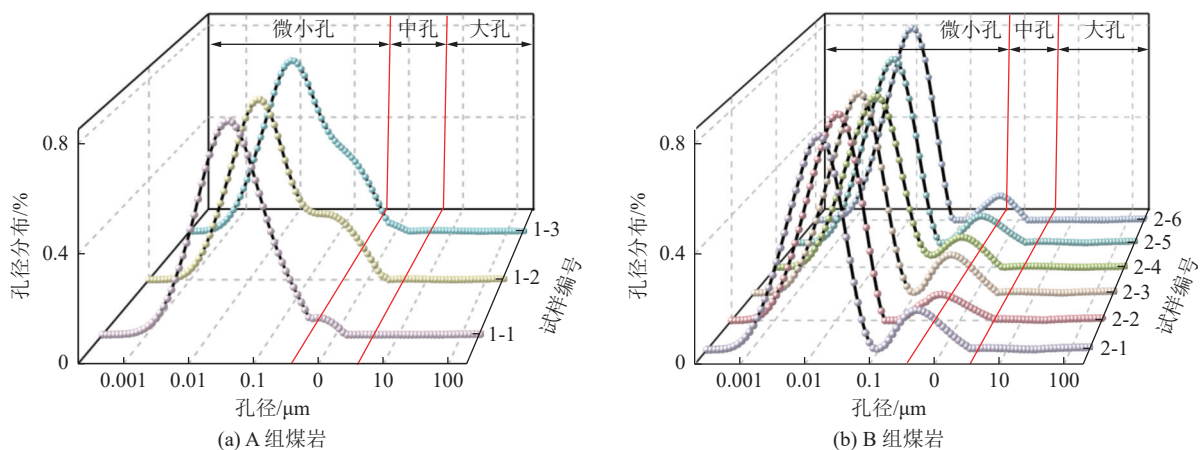 微小孔 中孔 大孔
0.8
0.4
0
孔径分布/%
1-3
1-2
1-1
试样编号
0.001 0.01 0.1 0 10 100
孔径/μm
(a) A 组煤岩
微小孔 中孔 大孔
0.8
0.4
0
孔径分布/%
2-6
2-5
2-4
2-3
2-2
2-1
试样编号
0.001 0.01 0.1 0 10 100
孔径/μm
(b) B 组煤岩